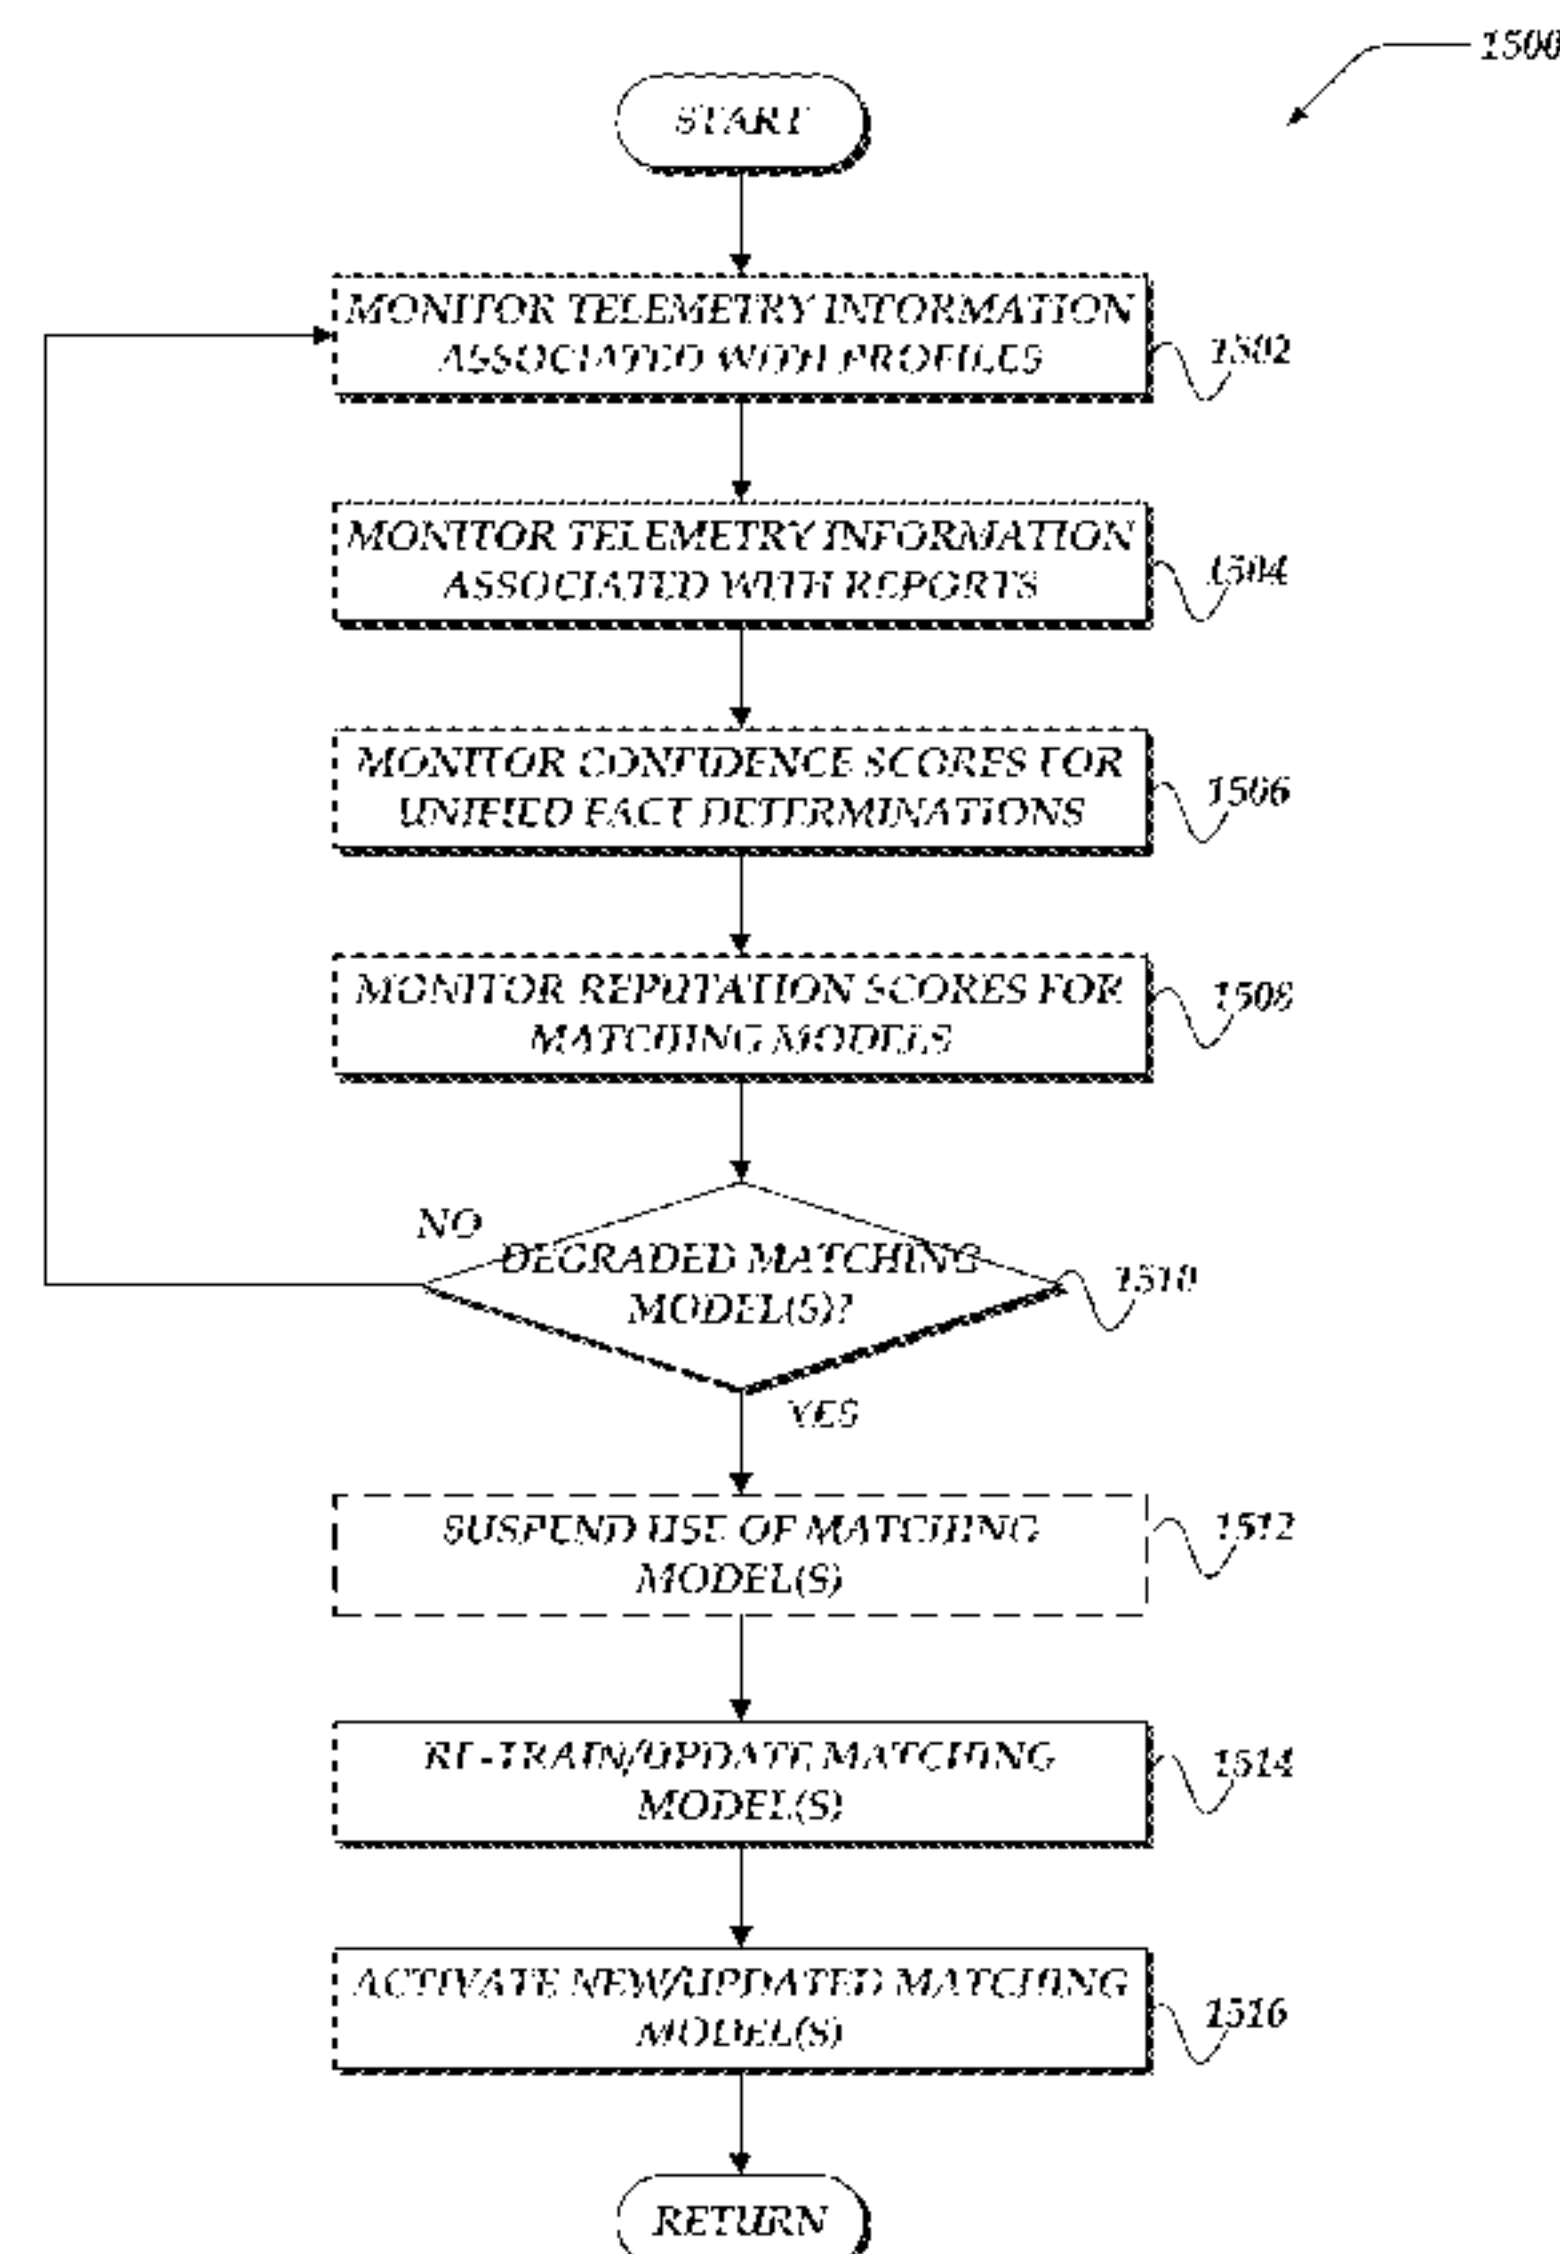 1500
START
MONITOR TELEMETRY INFORMATION
ASSOCIATED WITH PROFILES
1502
MONITOR TELEMETRY INFORMATION
ASSOCIATED WITH REPORTS
1504
MONITOR CONFIDENCE SCORES FOR
UNIFIED FACT DETERMINATIONS
1506
MONITOR REPUTATION SCORES FOR
MATCHING MODELS
1508
NO
DEGRADED MATCHING
MODEL(S)?
1510
YES
SUSPEND USE OF MATCHING
MODEL(S)
1512
RE-TRAIN/UPDATE MATCHING
MODEL(S)
1514
ACTIVATE NEW/UPDATED MATCHING
MODEL(S)
1516
RETURN